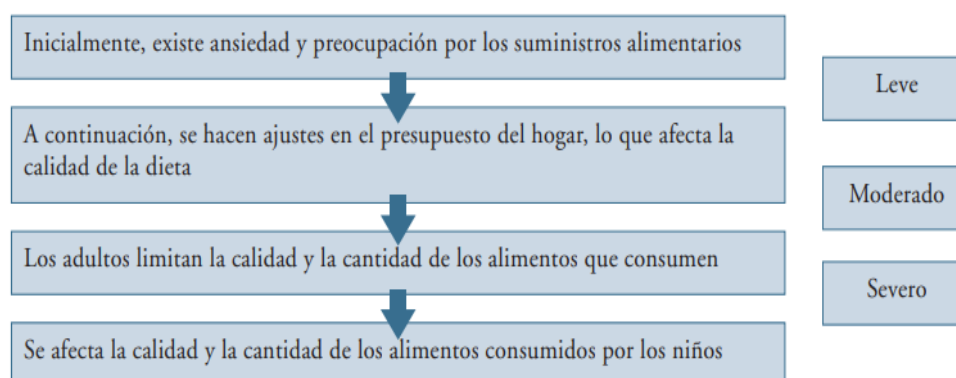 Inicialmente, existe ansiedad y preocupación por los suministros alimentarios
A continuación, se hacen ajustes en el presupuesto del hogar, lo que afecta la
calidad de la dieta
Los adultos limitan la calidad y la cantidad de los alimentos que consumen
Se afecta la calidad y la cantidad de los alimentos consumidos por los niños
Leve
Moderado
Severo